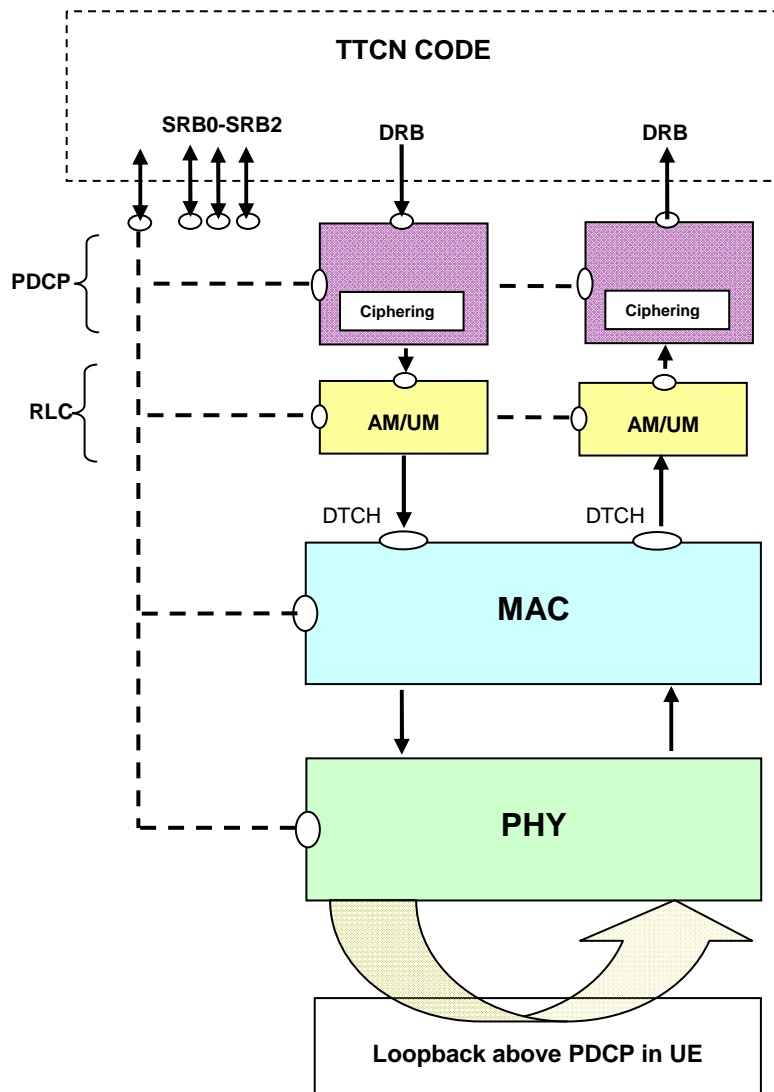 TTCN CODE
SRB0-SRB2
DRB
DRB
PDCP
Ciphering
Ciphering
RLC
AM/UM
AM/UM
DTCH
DTCH
MAC
PHY
Loopback above PDCP in UE